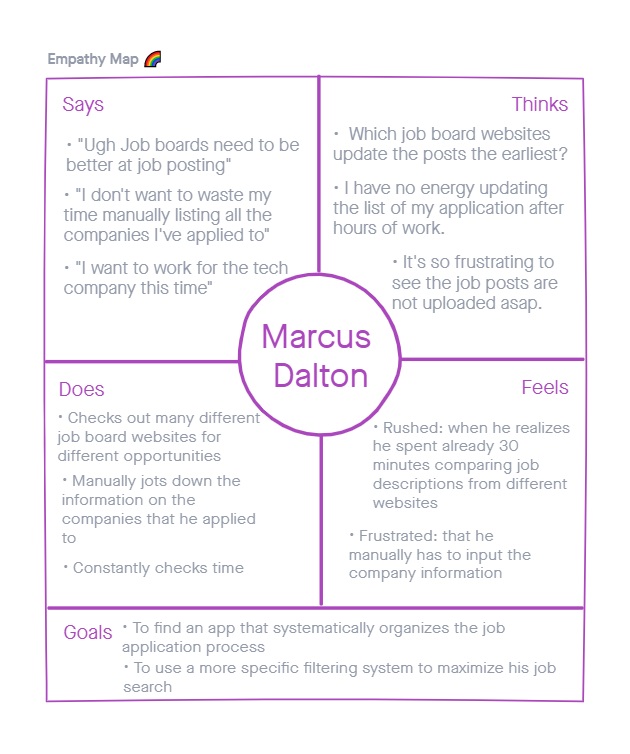 Empathy Map 🌈
Says
· "Ugh Job boards need to be
better at job posting"
· "I don't want to waste my
time manually listing all the
companies I've applied to"
· "I want to work for the tech
company this time"
Thinks
· Which job board websites
update the posts the earliest?
· I have no energy updating
the list of my application after
hours of work.
· It's so frustrating to
see the job posts are
not uploaded asap.
Marcus
Dalton
Does
· Checks out many different
job board websites for
different opportunities
· Manually jots down the
information on the
companies that he applied
to
· Constantly checks time
Feels
· Rushed: when he realizes
he spent already 30
minutes comparing job
descriptions from different
websites
· Frustrated: that he
manually has to input the
company information
Goals
· To find an app that systematically organizes the job
application process
· To use a more specific filtering system to maximize his job
search